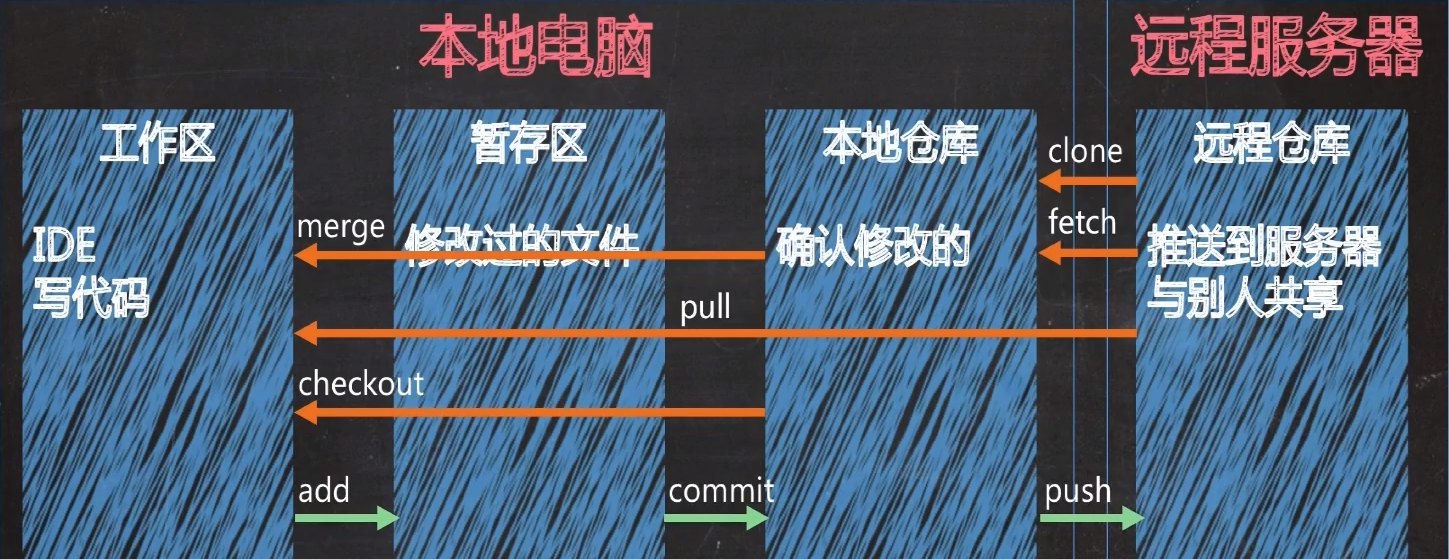 本地电脑
远程服务器
工作区
暂存区
本地仓库
远程仓库
clone
fetch
merge
IDE
写代码
修改过的文件
确认修改的
推送到服务器
与别人共享
pull
checkout
add
commit
push